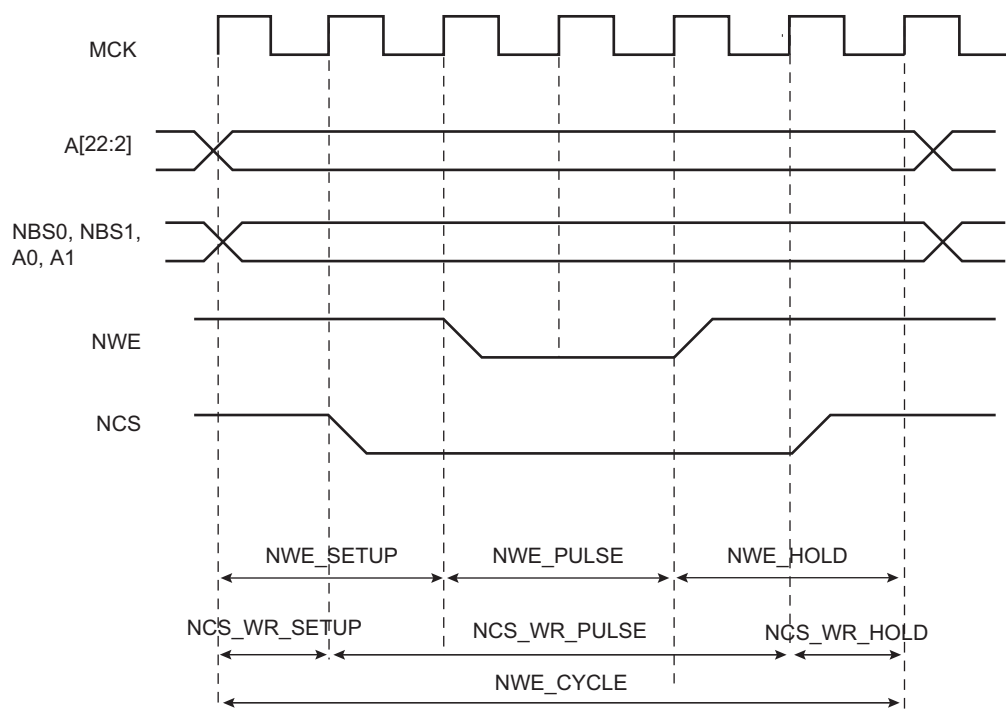 MCK
A[22:2]
NBS0, NBS1,
A0, A1
NWE
NCS
NWE_SETUP
NWE_PULSE
NWE_HOLD
NCS_WR_SETUP
NCS_WR_PULSE
NCS_WR_HOLD
NWE_CYCLE